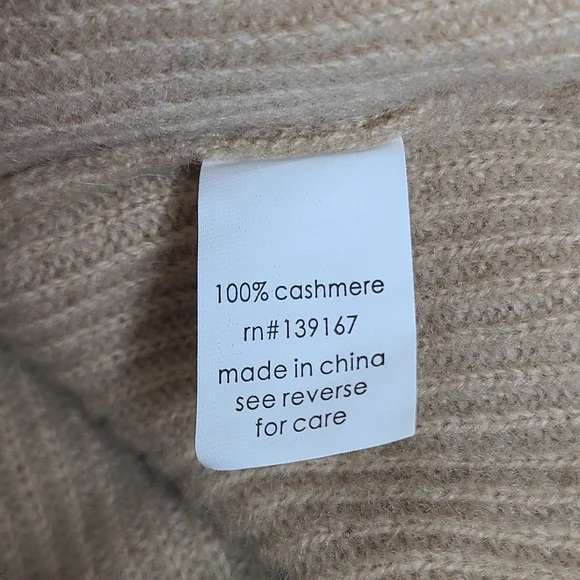 100% cashmere
rn#139167
made in china
see reverse
for care